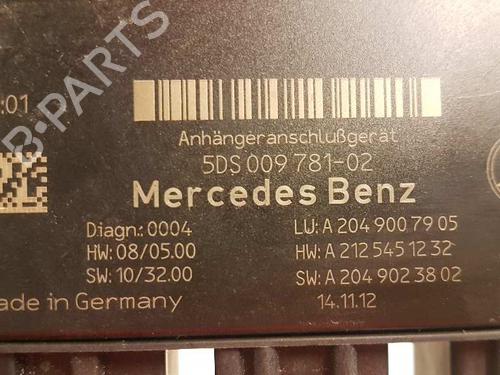 :01
Anhängeranschlußgerät
5DS 009 781-02
Mercedes Benz
Diagn.:0004
LU: A 204 900 79 05
HW: 08/05.00
HW: A 212 545 12 32
SW: 10/32.00
SW: A 204 902 38 02
ade in Germany
14.11.12
B-PARTS